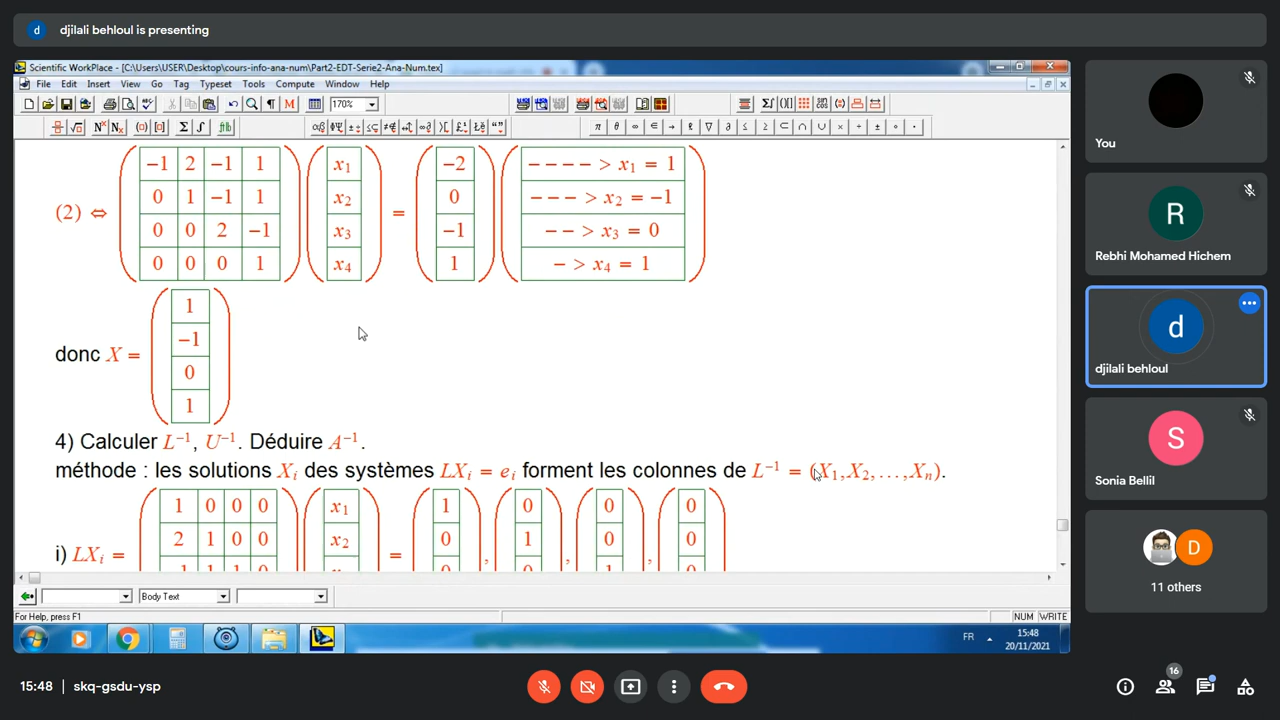 djilali behloul is presenting
Scientific WorkPlace - [C:\Users\USER\Desktop\cours-info-ana-num\Part2-EDT-Serie2-Ana-Num.tex]
File Edit Insert View Go Tag Typeset Tools Compute Window Help
170%
(2) ⇔
−1 2 −1 1 x1 −2 − − − − > x1 = 1
0 1 −1 1 x2 = 0 − − − > x2 = −1
0 0 2 −1 x3 −1 − − > x3 = 0
0 0 0 1 x4 1 − > x4 = 1
donc X =
1
−1
0
1
4) Calculer L−1, U−1. Déduire A−1.
méthode : les solutions Xi des systèmes LXi = ei forment les colonnes de L−1 = (X1,X2,…,Xn).
i) LXi =
1 0 0 0 x1 1 0 0 0
2 1 0 0 x2 = 0 , 1 , 0 , 0
Body Text
For Help, press F1
NUM WRITE
FR
15:48
20/11/2021
You
R
Rebhi Mohamed Hichem
d
djilali behloul
S
Sonia Bellil
D
11 others
15:48 | skq-gsdu-ysp
16